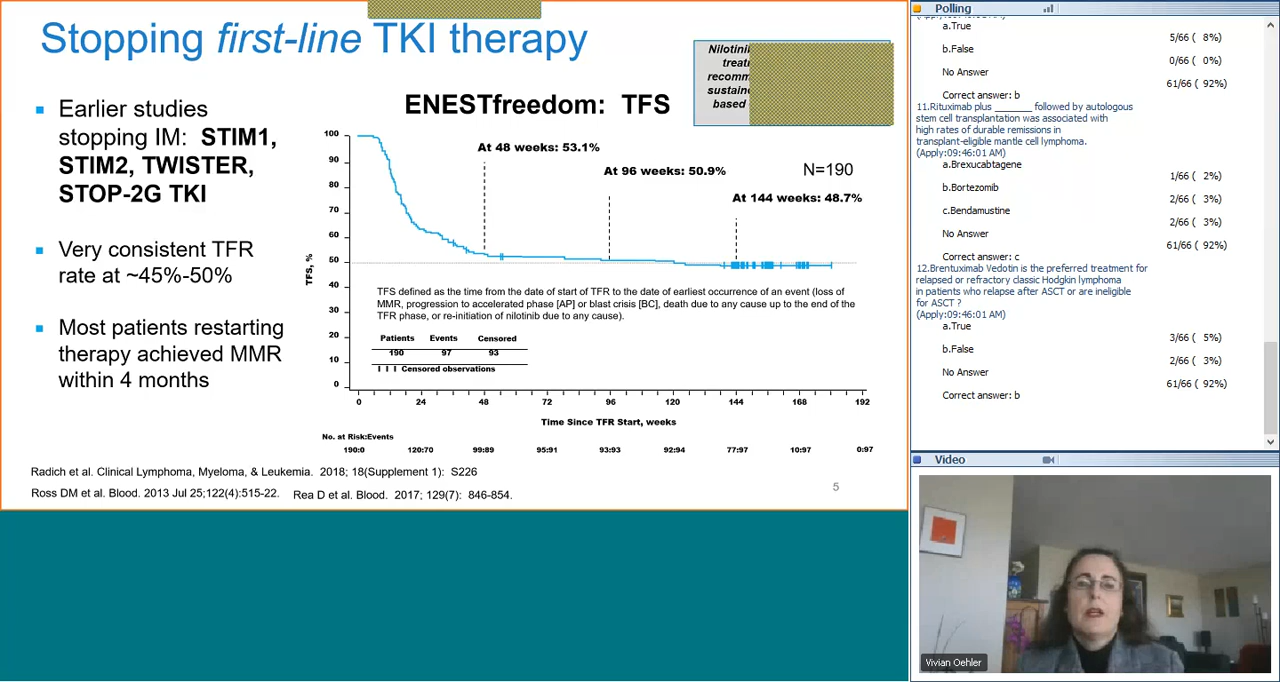 Stopping first-line TKI therapy
Earlier studies
stopping IM: STIM1,
STIM2, TWISTER,
STOP-2G TKI
Very consistent TFR
rate at ~45%-50%
Most patients restarting
therapy achieved MMR
within 4 months
ENESTfreedom: TFS
based
At 48 weeks: 53.1%
At 96 weeks: 50.9%
N=190
At 144 weeks: 48.7%
TFS, %
100
90
80
70
60
50
40
30
20
10
0
TFS defined as the time from the date of start of TFR to the date of earliest occurrence of an event (loss of
MMR, progression to accelerated phase [AP] or blast crisis [BC], death due to any cause up to the end of the
TFR phase, or re-initiation of nilotinib due to any cause).
Patients Events Censored
190 97 93
I I I Censored observations
0 24 48 72 96 120 144 168 192
Time Since TFR Start, weeks
No. at Risk:Events
190:0 120:70 99:89 95:91 93:93 92:94 77:97 10:97 0:97
Radich et al. Clinical Lymphoma, Myeloma, & Leukemia. 2018; 18(Supplement 1): S226
Ross DM et al. Blood. 2013 Jul 25;122(4):515-22. Rea D et al. Blood. 2017; 129(7): 846-854.
5
Polling
a.True
5/66 ( 8%)
b.False
0/66 ( 0%)
No Answer
61/66 ( 92%)
Correct answer: b
11.Rituximab plus _______ followed by autologous
stem cell transplantation was associated with
high rates of durable remissions in
transplant-eligible mantle cell lymphoma.
(Apply:09:46:01 AM)
a.Brexucabtagene
1/66 ( 2%)
b.Bortezomib
2/66 ( 3%)
c.Bendamustine
2/66 ( 3%)
No Answer
61/66 ( 92%)
Correct answer: c
12.Brentuximab Vedotin is the preferred treatment for
relapsed or refractory classic Hodgkin lymphoma
in patients who relapse after ASCT or are ineligible
for ASCT ?
(Apply:09:46:01 AM)
a.True
3/66 ( 5%)
b.False
2/66 ( 3%)
No Answer
61/66 ( 92%)
Correct answer: b
Video
Vivian Oehler